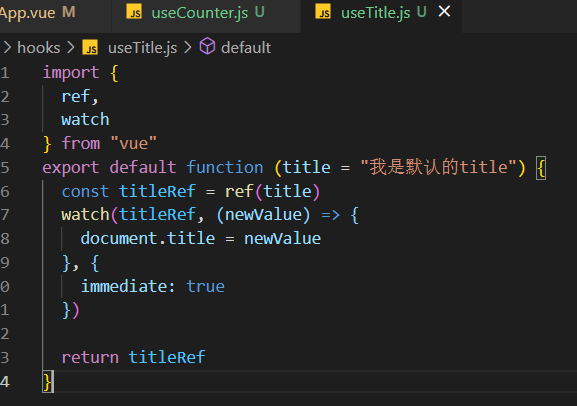 App.vue M JS useCounter.js U JS useTitle.js U
hooks > JS useTitle.js > default
1 import {
2 ref,
3 watch
4 } from "vue"
5 export default function (title = "我是默认的title") {
6 const titleRef = ref(title)
7 watch(titleRef, (newValue) => {
8 document.title = newValue
9 }, {
0 immediate: true
1 })
2
3 return titleRef
4 }